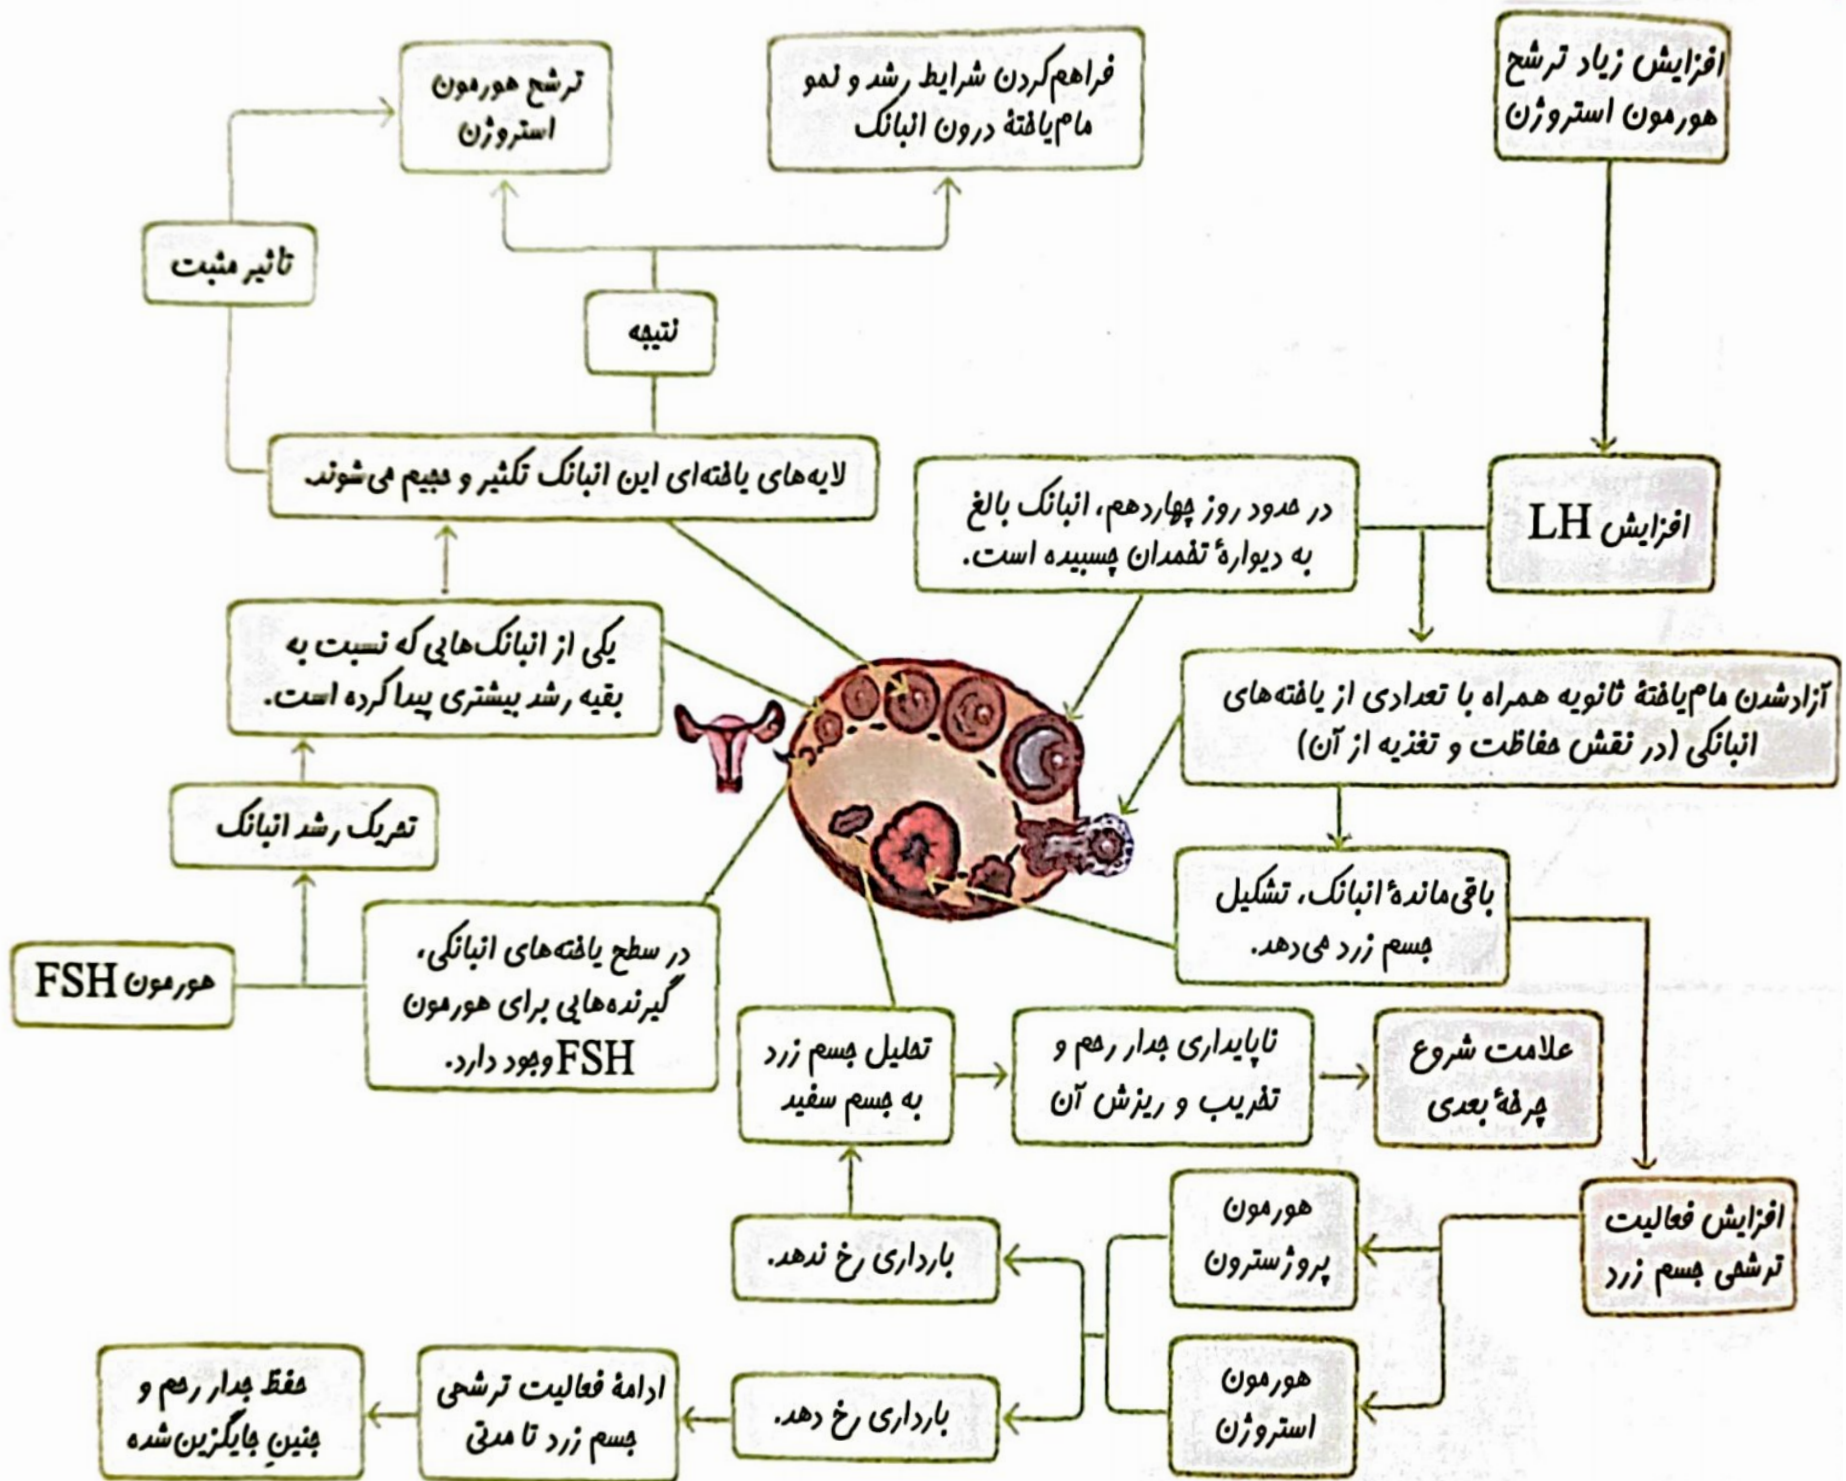 ترشح هورمون
استروژن
فراهم‌کردن شرایط رشد و نمو
مام‌یاختهٔ درون انبانک
افزایش زیاد ترشح
هورمون استروژن
تأثیر مثبت
نتیجه
لایه‌های یاخته‌ای این انبانک تکثیر و حجیم می‌شوند.
در حدود روز چهاردهم، انبانک بالغ
به دیوارهٔ تخمدان چسبیده است.
افزایش LH
یکی از انبانک‌هایی که نسبت به
بقیه رشد بیشتری پیدا کرده است.
آزادشدن مام‌یاختهٔ ثانویه همراه با تعدادی از یاخته‌های
انبانکی (در نقش حفاظت و تغذیه از آن)
تحریک رشد انبانک
باقی‌ماندهٔ انبانک، تشکیل
جسم زرد می‌دهد.
هورمون FSH
در سطح یاخته‌های انبانکی،
گیرنده‌هایی برای هورمون
FSH وجود دارد.
تحلیل جسم زرد
به جسم سفید
ناپایداری جدار رحم و
تخریب و ریزش آن
علامت شروع
چرخهٔ بعدی
افزایش فعالیت
ترشحی جسم زرد
هورمون
پروژسترون
بارداری رخ ندهد.
هورمون
استروژن
بارداری رخ دهد.
ادامهٔ فعالیت ترشحی
جسم زرد تا مدتی
حفظ جدار رحم و
جنینِ جایگزین‌شده